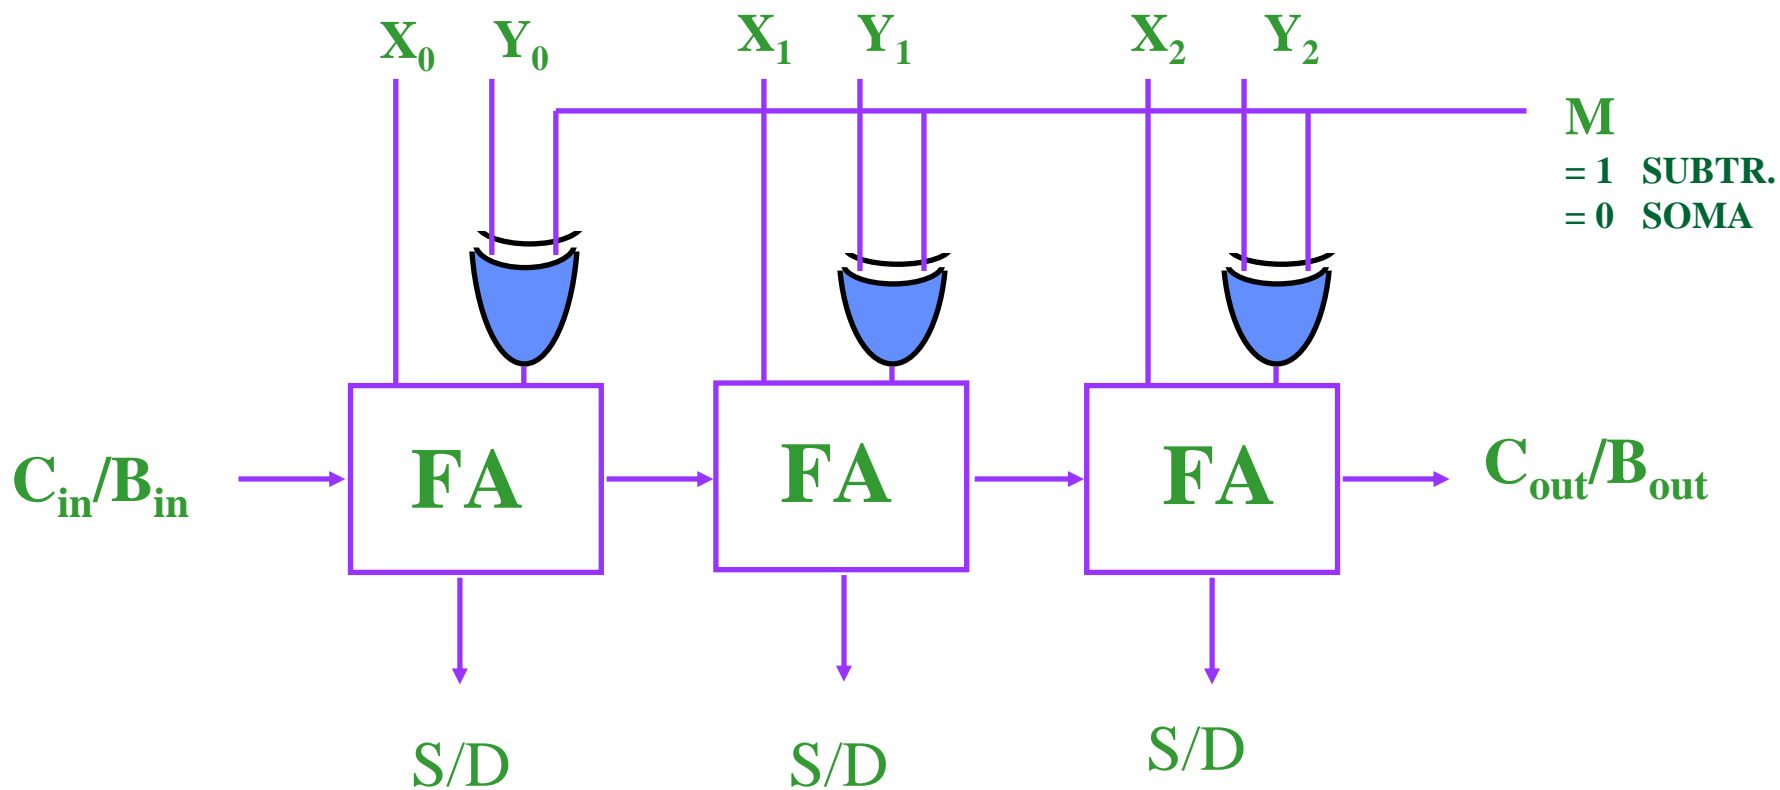 X0 Y0 X1 Y1 X2 Y2
M
= 1 SUBTR.
= 0 SOMA
Cin/Bin FA FA FA Cout/Bout
S/D S/D S/D